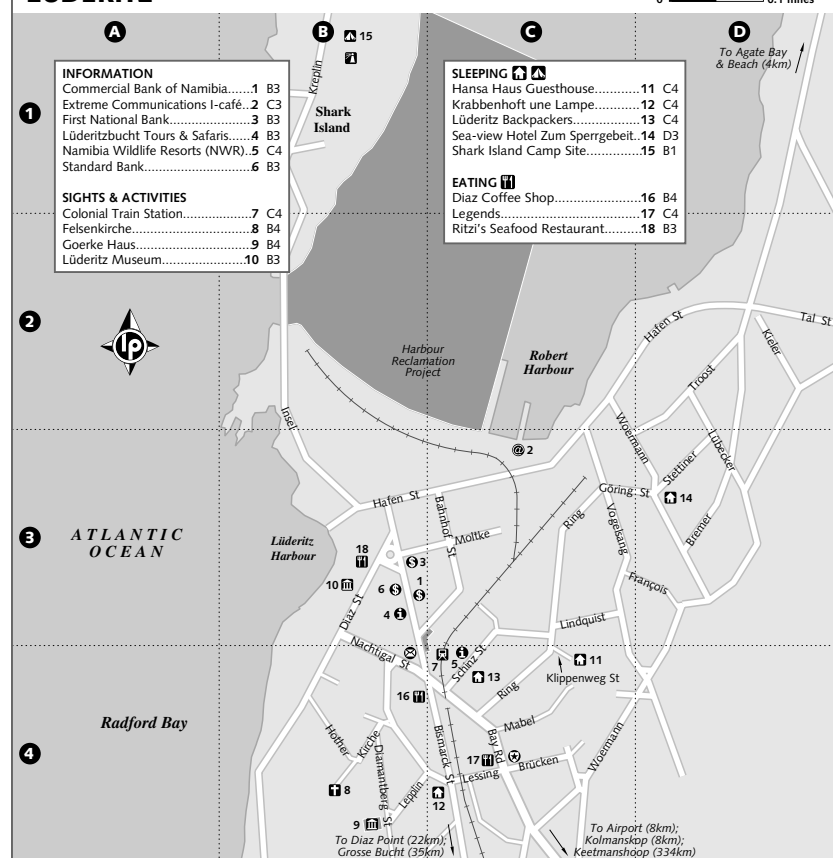 LÜDERITZ
0 0.1 miles
A B C D
To Agate Bay
& Beach (4km)
1
INFORMATION
Commercial Bank of Namibia......1 B3
Extreme Communications I-café..2 C3
First National Bank......................3 B3
Lüderitzbucht Tours & Safaris......4 B3
Namibia Wildlife Resorts (NWR)..5 C4
Standard Bank..............................6 B3
SIGHTS & ACTIVITIES
Colonial Train Station....................7 C4
Felsenkirche..................................8 B4
Goerke Haus.................................9 B4
Lüderitz Museum.......................10 B3
SLEEPING
Hansa Haus Guesthouse............11 C4
Krabbenhoft une Lampe............12 C4
Lüderitz Backpackers.................13 C4
Sea-view Hotel Zum Sperrgebeit..14 D3
Shark Island Camp Site..............15 B1
EATING
Diaz Coffee Shop.......................16 B4
Legends.....................................17 C4
Ritzi's Seafood Restaurant.........18 B3
15
Kreplin
Shark
Island
2
lp
Harbour
Reclamation
Project
Robert
Harbour
Hafen St
Tal St
Kieler
Troost
Insel
Woermann
Lübecker
Stettiner
@ 2
3
ATLANTIC
OCEAN
Hafen St
Bahnhof St
Moltke
Lüderitz
Harbour
Göring St
14
Ring
Vogelsang
Bremer
18
$ 3
10
6 $
1
$
4 i
Diaz St
François
Lindquist
Nachtigal St
7
5
i
Schinz St
13
11
Klippenweg St
4
Radford Bay
16
Ring
Mabel
Bay Rd
Hother
Kirche
Diamantberg St
Bismarck St
17
Brücken
Woermann
Lessing
Lepplin
8
12
9
To Diaz Point (22km);
Grosse Bucht (35km)
To Airport (8km);
Kolmanskop (8km);
Keetmanshoop (334km)